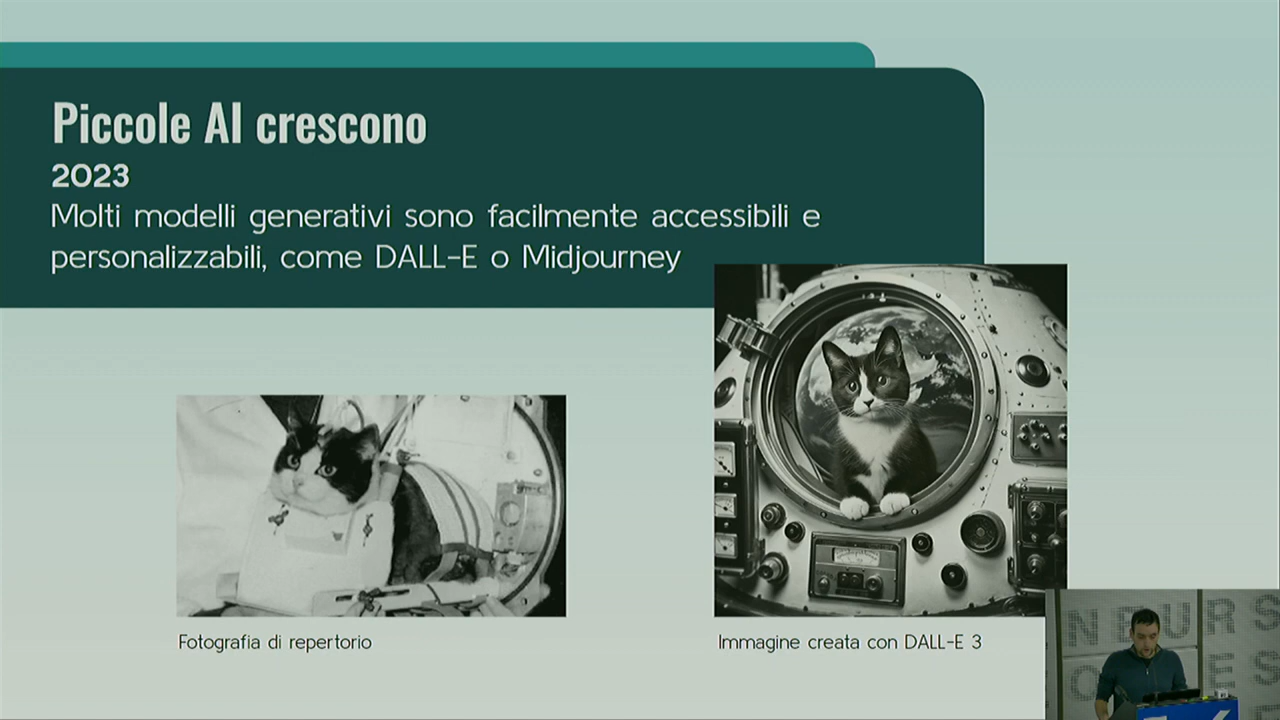 Piccole AI crescono
2023
Molti modelli generativi sono facilmente accessibili e
personalizzabili, come DALL-E o Midjourney
Fotografia di repertorio
Immagine creata con DALL-E 3